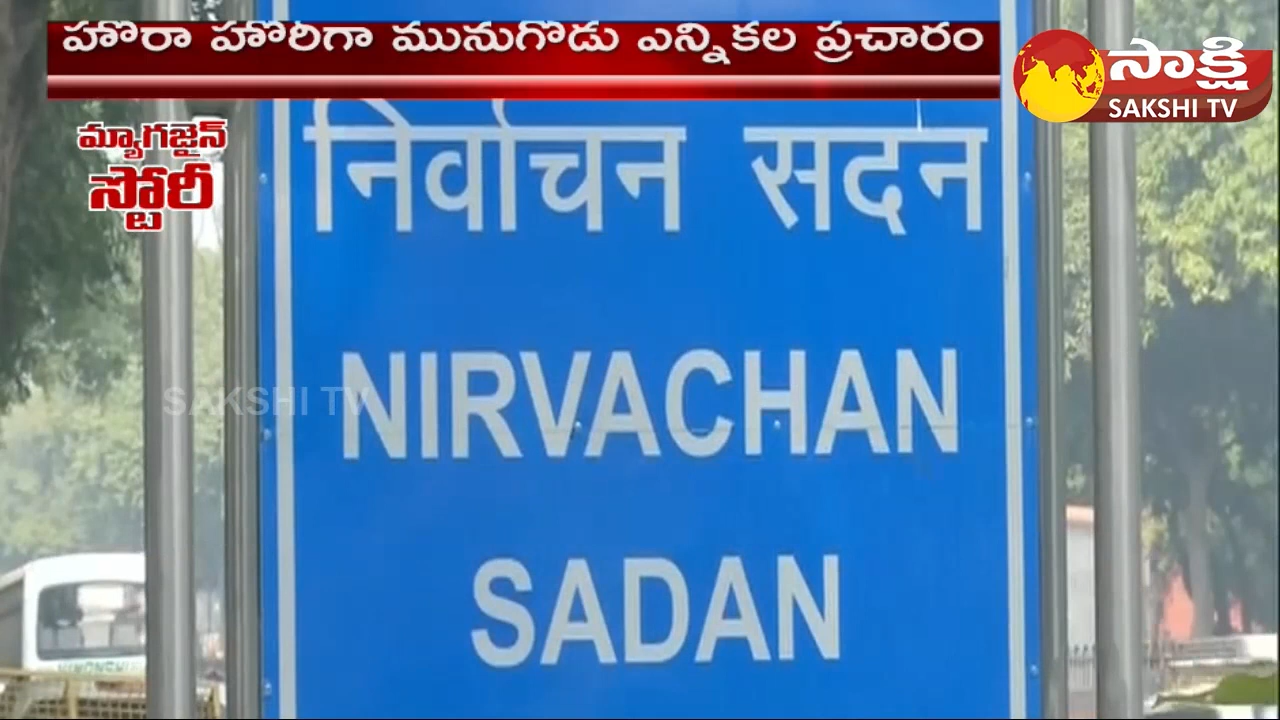 హోరా హోరీగా మునుగోడు ఎన్నికల ప్రచారం
సాక్షి
SAKSHI TV
మ్యాగజైన్
స్టోరీ
निर्वाचन सदन
SAKSHI TV
NIRVACHAN
SADAN